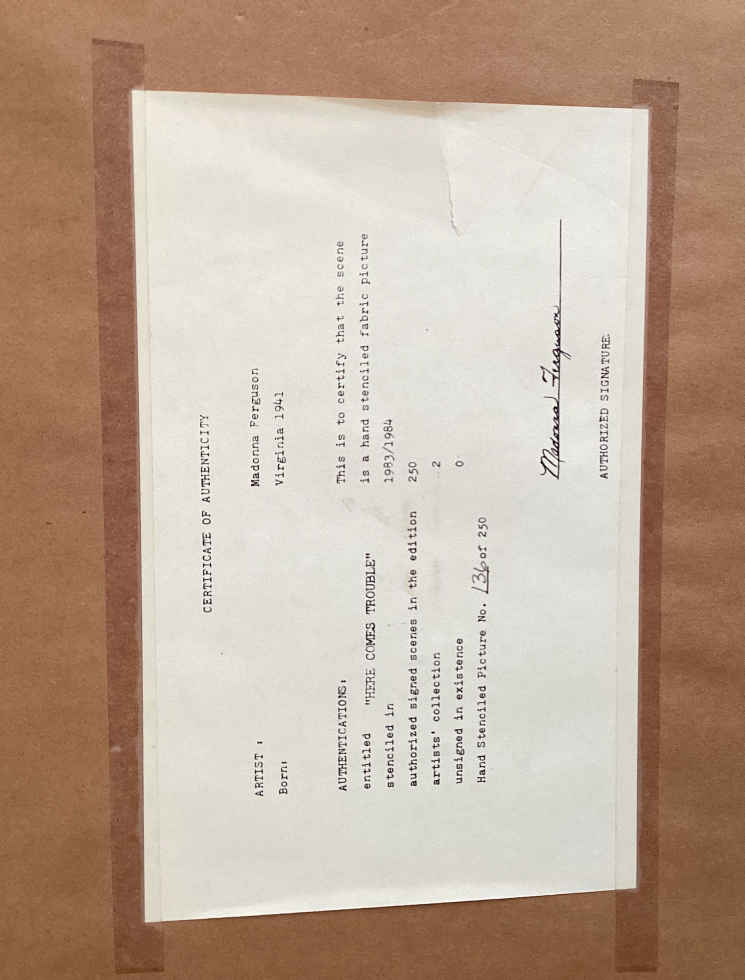 CERTIFICATE OF AUTHENTICITY
ARTIST : Madonna Ferguson
Born: Virginia 1941
AUTHENTICATIONS: This is to certify that the scene
entitled "HERE COMES TROUBLE" is a hand stenciled fabric picture
stenciled in 1983/1984
authorized signed scenes in the edition 250
artists' collection 2
unsigned in existence 0
Hand Stenciled Picture No. 136 of 250
Madonna Ferguson
AUTHORIZED SIGNATURE